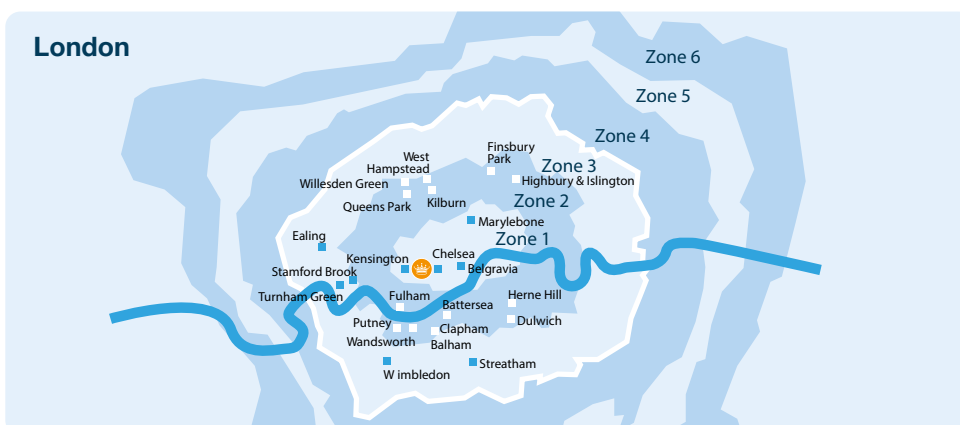 London
Zone 6
Zone 5
Zone 4
Finsbury
Park
West
Hampstead
Zone 3
Willesden Green
Highbury & Islington
Queens Park
Kilburn
Zone 2
Marylebone
Ealing
Zone 1
Kensington
Chelsea
Stamford Brook
Belgravia
Turnham Green
Fulham
Herne Hill
Battersea
Putney
Dulwich
Clapham
Wandsworth
Balham
Streatham
W imbledon